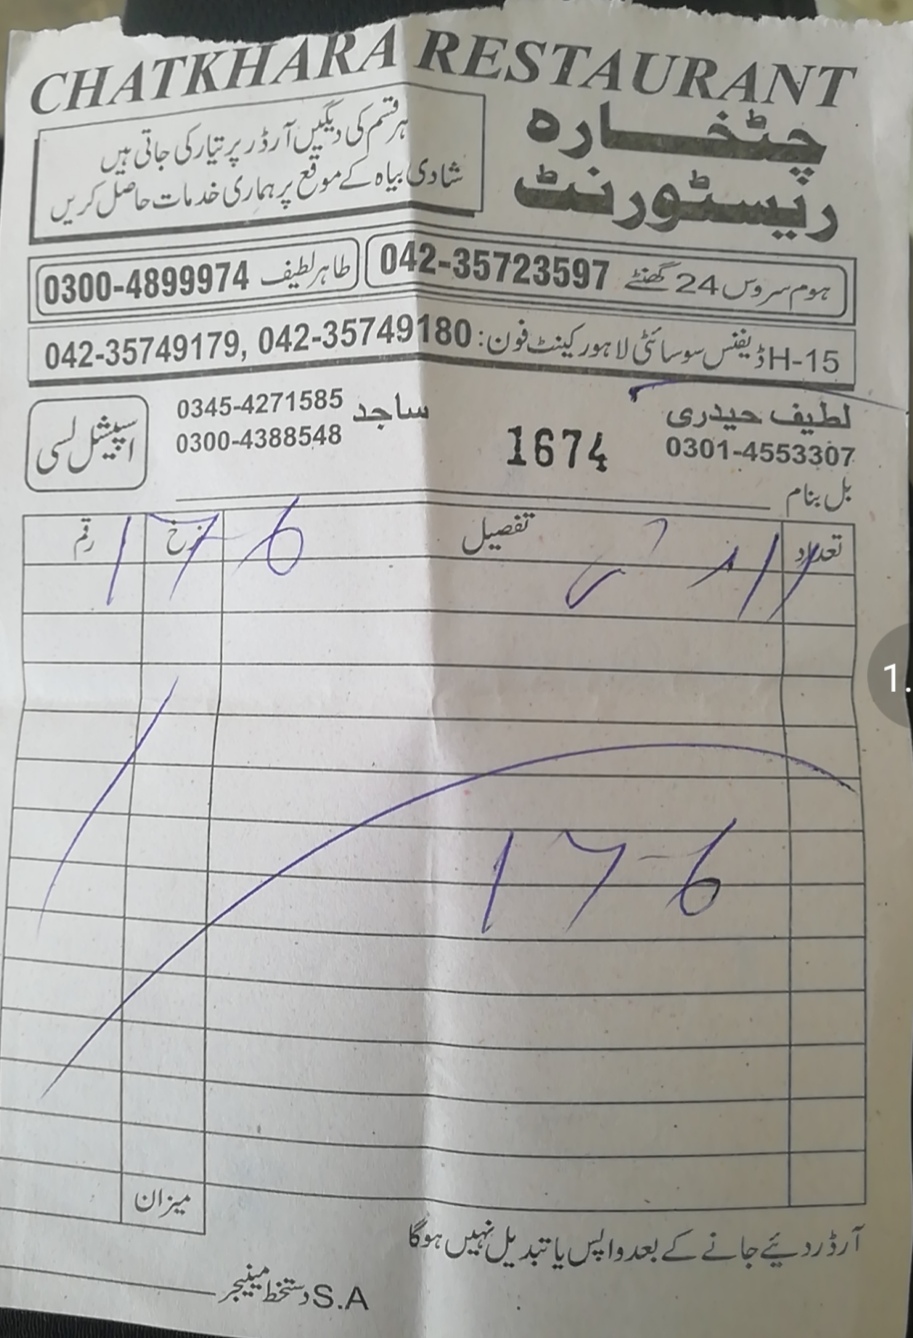 CHATKHARA RESTAURANT
چٹخارہ
ریسٹورنٹ
ہر قسم کی دیگیں آرڈر پر تیار کی جاتی ہیں
شادی بیاہ کے موقع پر ہماری خدمات حاصل کریں
ہوم سروس 24 گھنٹے 042-35723597
طاہر لطیف 0300-4899974
15-H ڈیفنس سوسائٹی لاہور کینٹ فون: 042-35749180 ,042-35749179
لطیف حیدری
0301-4553307
1674
ساجد 0345-4271585
0300-4388548
اسپیشل لسی
بل بنام
تعداد تفصیل نرخ رقم
176
176
میزان
آرڈر دیئے جانے کے بعد واپس یا تبدیل نہیں ہوگا
S.A دستخط مینیجر
1.